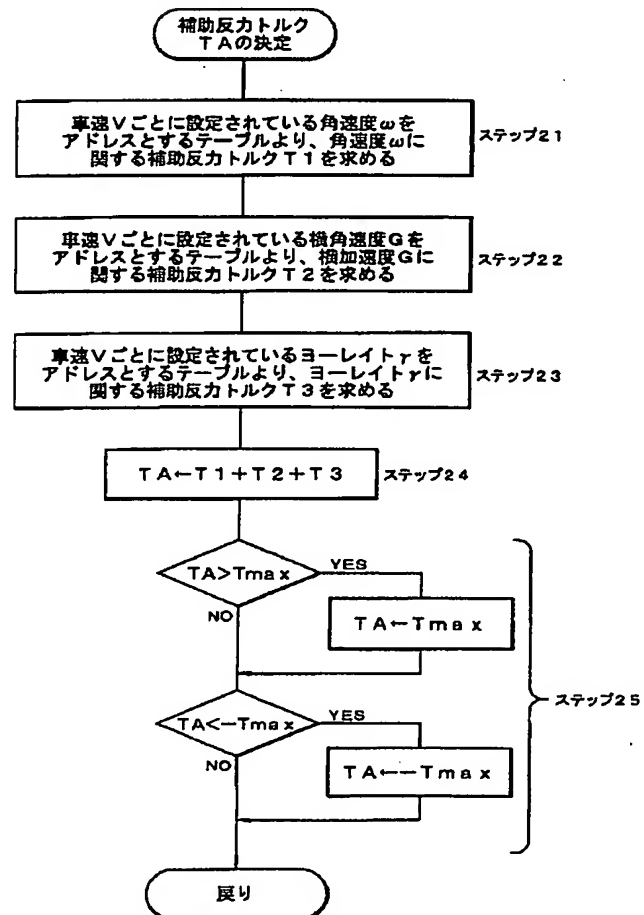 補助反力トルク
TAの決定
車速Vごとに設定されている角速度ωを
アドレスとするテーブルより、角速度ωに
関する補助反力トルクT1を求める
ステップ21
車速Vごとに設定されている横角速度Gを
アドレスとするテーブルより、横加速度Gに
関する補助反力トルクT2を求める
ステップ22
車速Vごとに設定されているヨーレイトγを
アドレスとするテーブルより、ヨーレイトγに
関する補助反力トルクT3を求める
ステップ23
TA←T1+T2+T3
ステップ24
TA>Tmax
YES
NO
TA←Tmax
TA<−Tmax
YES
NO
TA←−Tmax
ステップ25
戻り